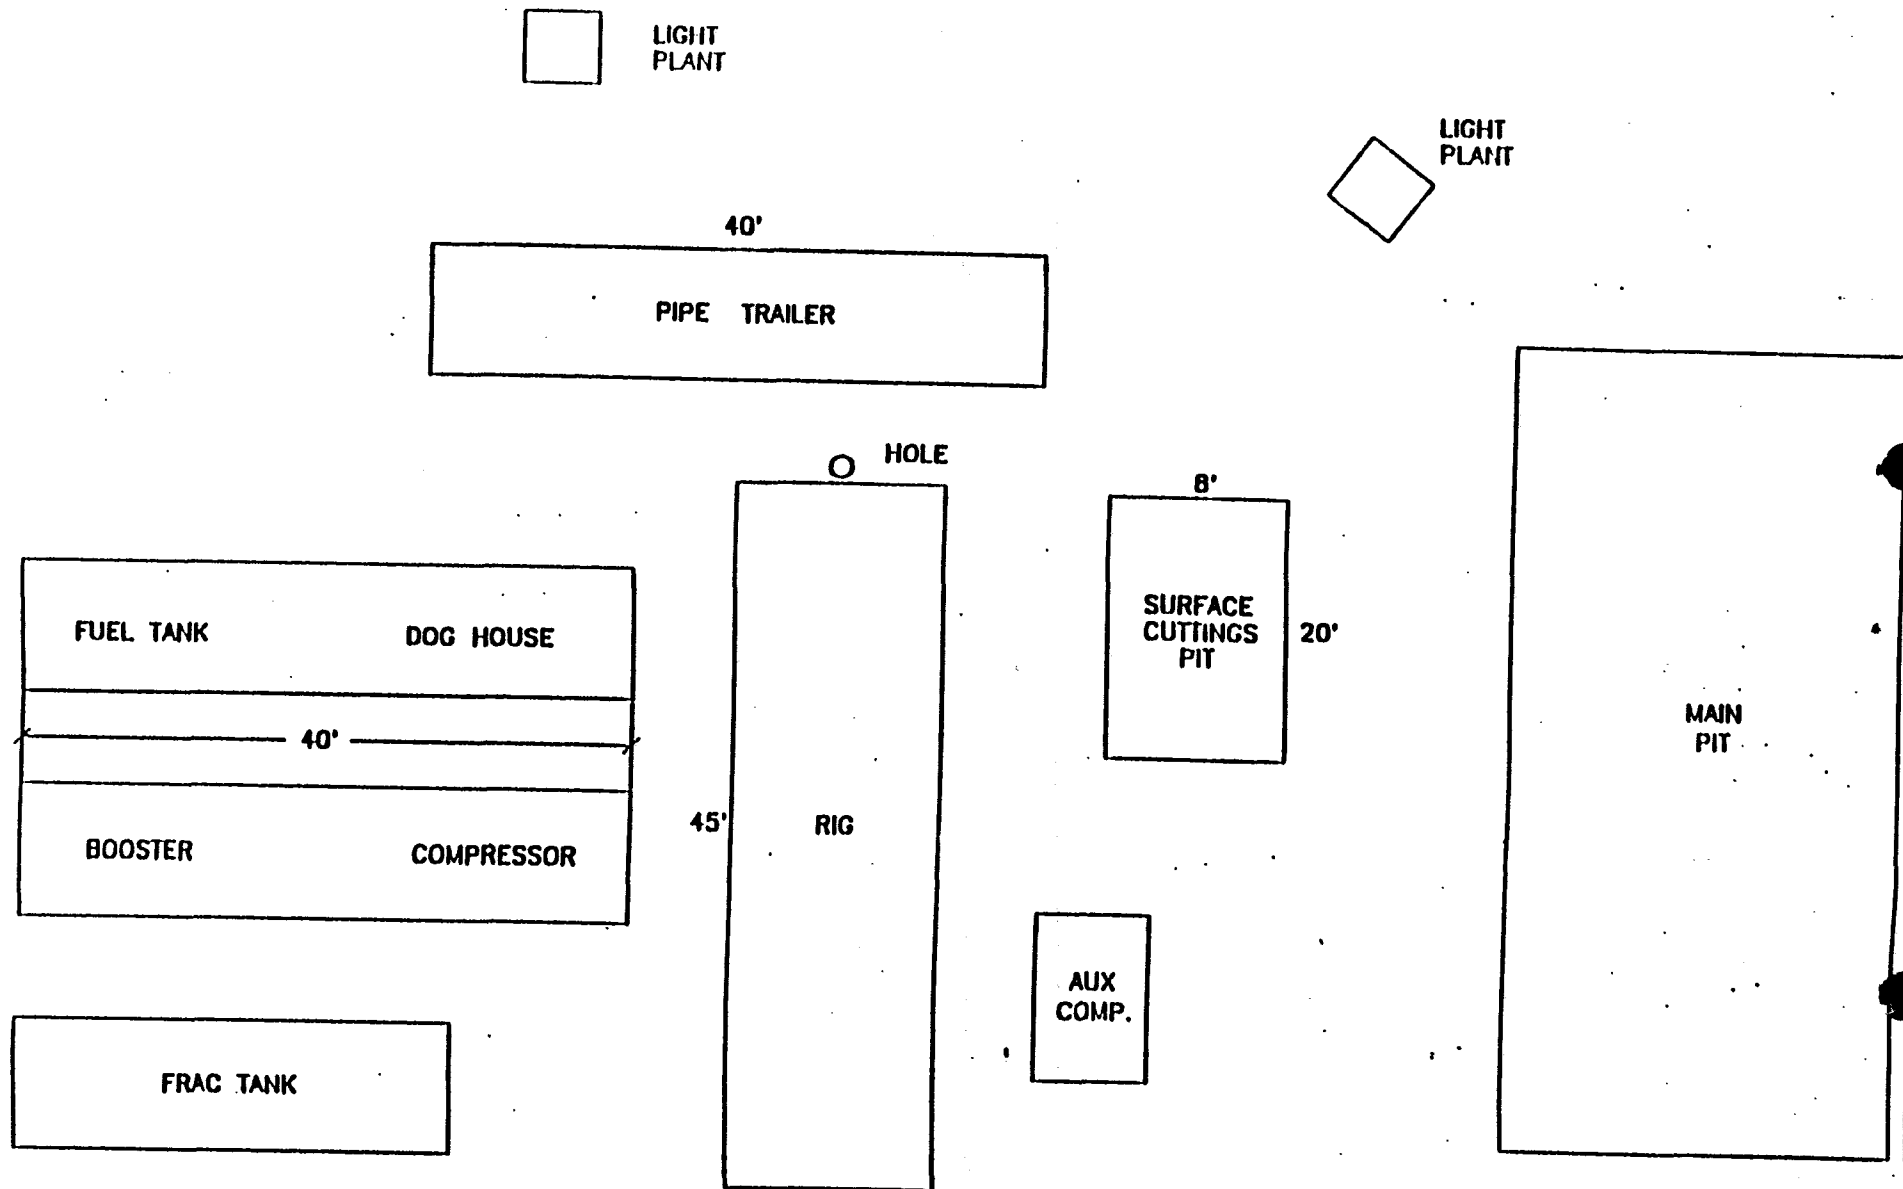 LIGHT
PLANT
LIGHT
PLANT
40'
PIPE TRAILER
HOLE
8'
SURFACE
CUTTINGS
PIT
20'
FUEL TANK DOG HOUSE
40'
BOOSTER COMPRESSOR
45'
RIG
MAIN
PIT
AUX
COMP.
FRAC TANK